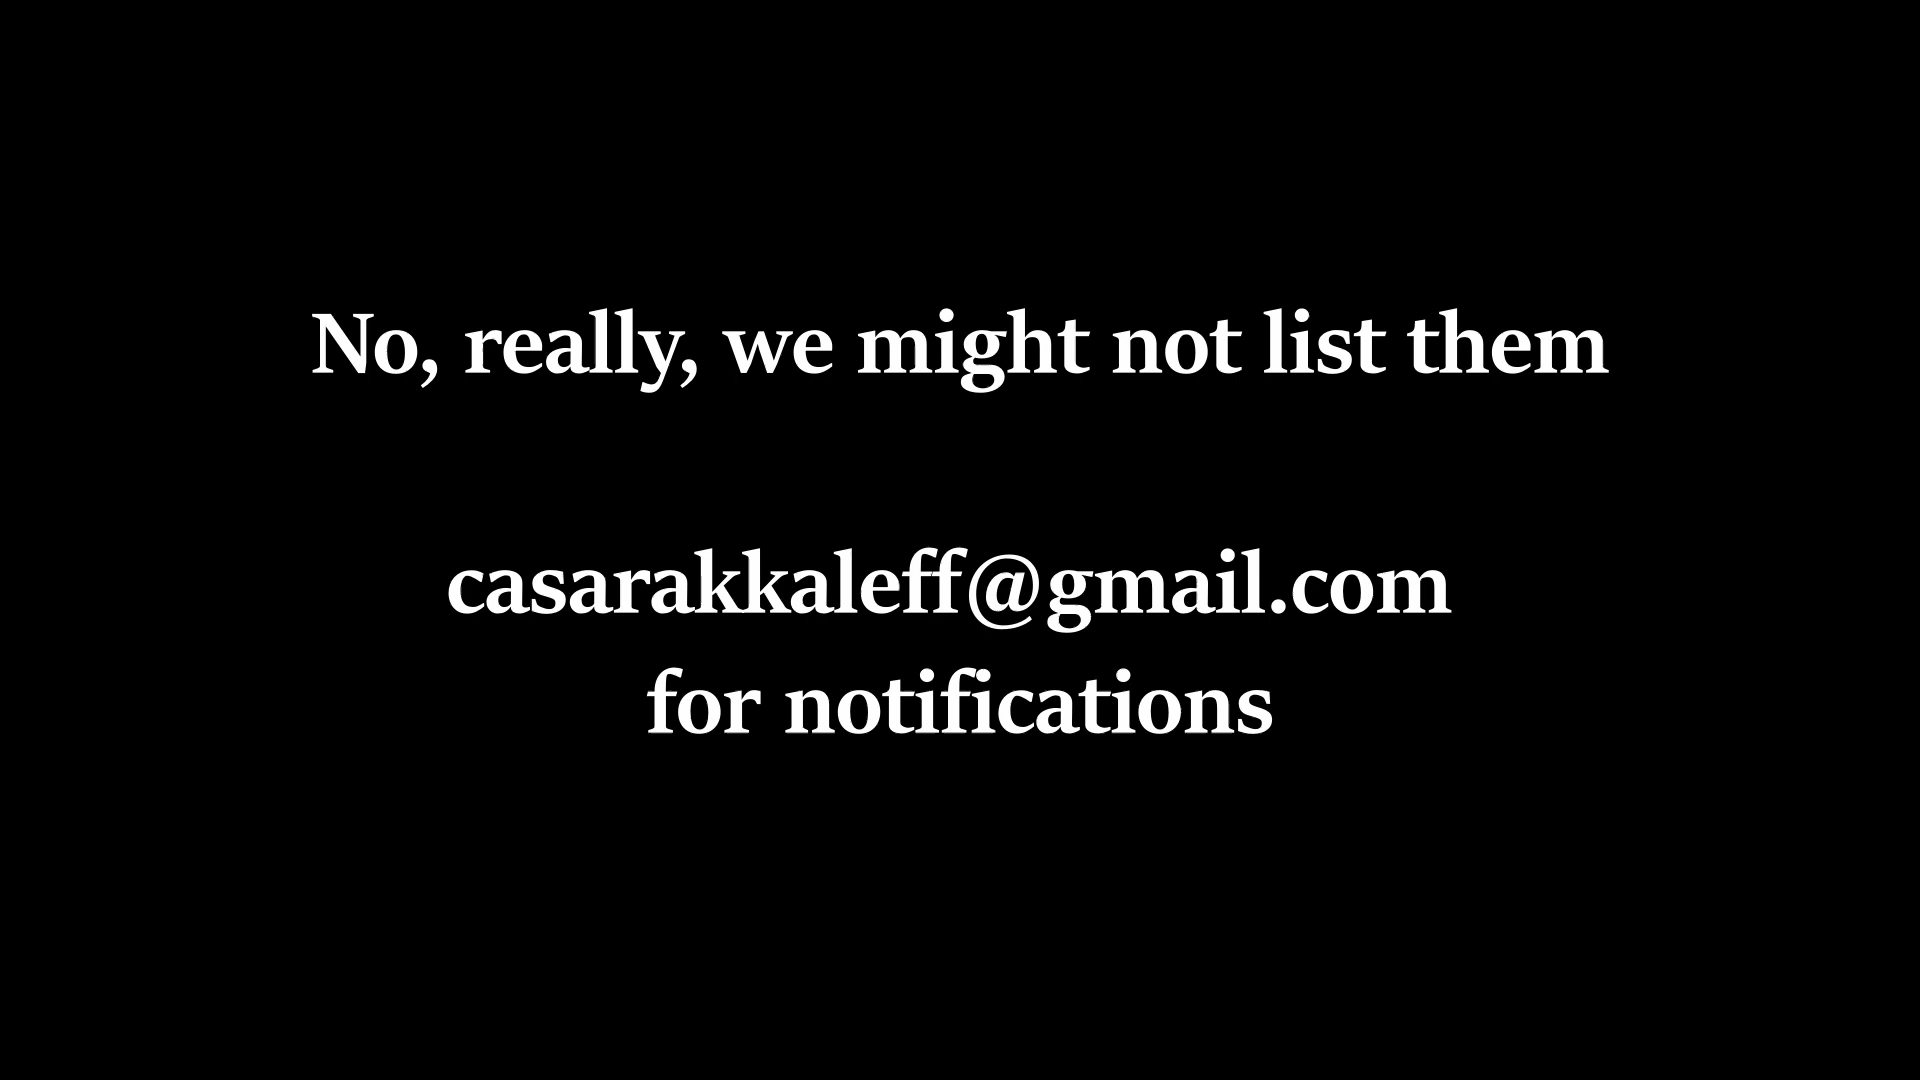 No, really, we might not list them
casarakkaleff@gmail.com
for notifications